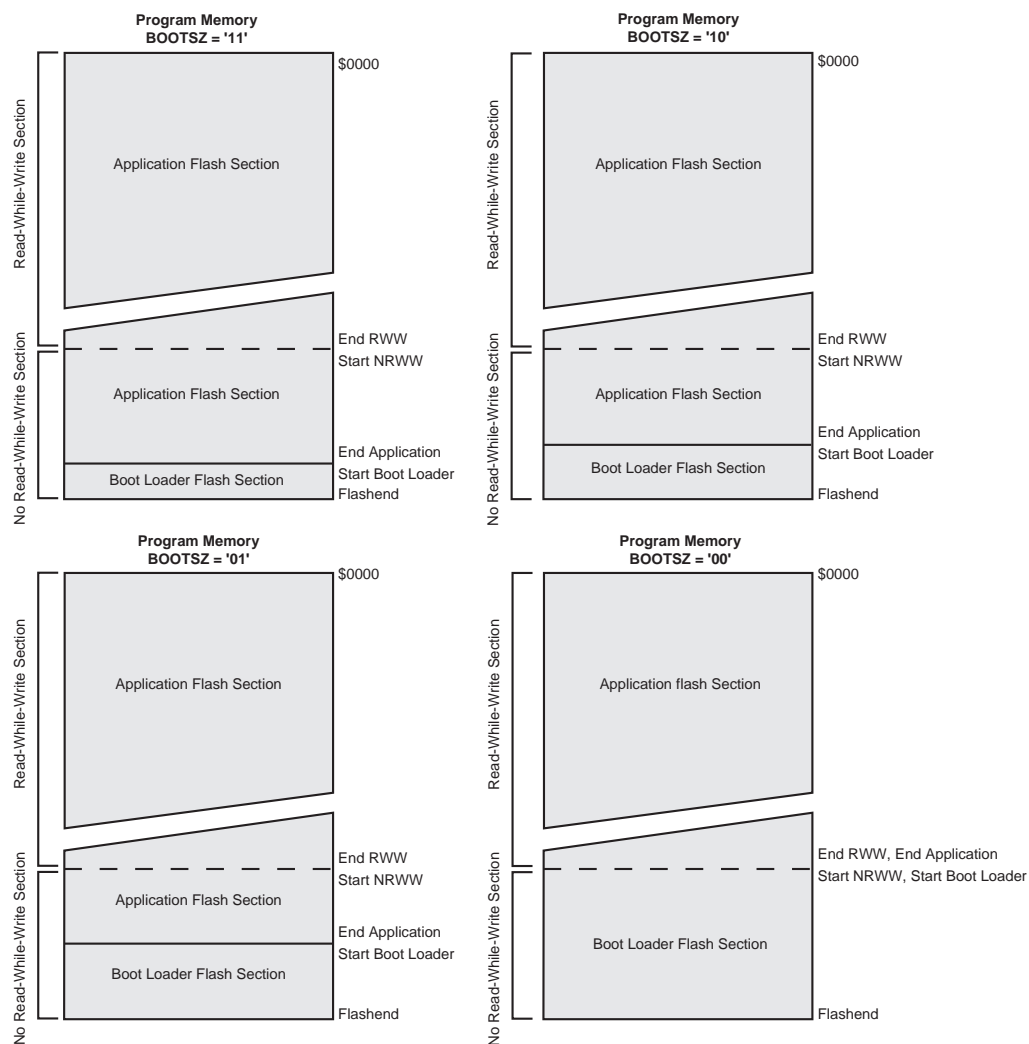 Program Memory
BOOTSZ = '11'
$0000
Read-While-Write Section
Application Flash Section
End RWW
Start NRWW
No Read-While-Write Section
Application Flash Section
End Application
Start Boot Loader
Boot Loader Flash Section
Flashend
Program Memory
BOOTSZ = '10'
$0000
Read-While-Write Section
Application Flash Section
End RWW
Start NRWW
No Read-While-Write Section
Application Flash Section
End Application
Start Boot Loader
Boot Loader Flash Section
Flashend
Program Memory
BOOTSZ = '01'
$0000
Read-While-Write Section
Application Flash Section
End RWW
Start NRWW
No Read-While-Write Section
Application Flash Section
End Application
Start Boot Loader
Boot Loader Flash Section
Flashend
Program Memory
BOOTSZ = '00'
$0000
Read-While-Write Section
Application flash Section
End RWW, End Application
Start NRWW, Start Boot Loader
No Read-While-Write Section
Boot Loader Flash Section
Flashend